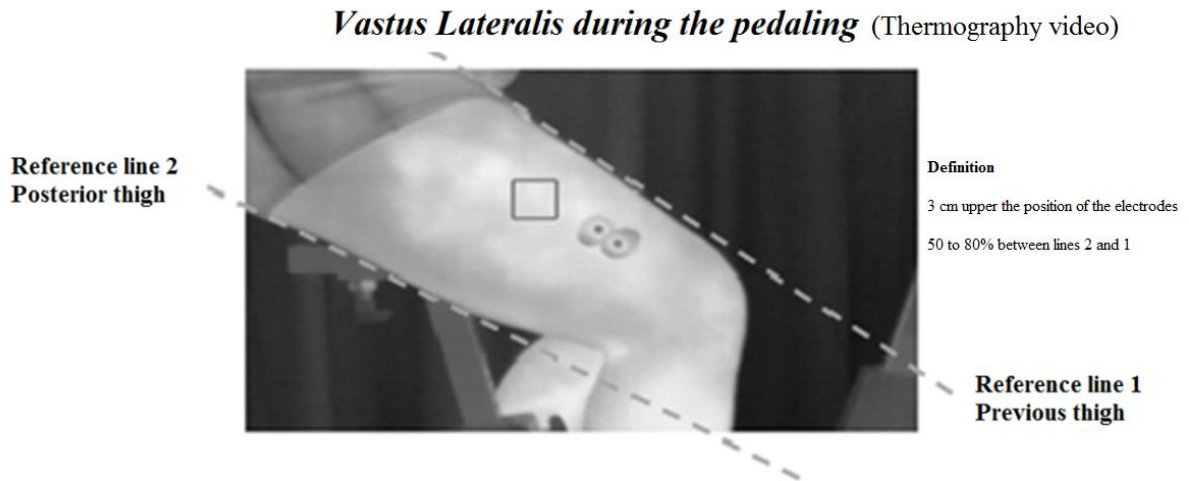 Vastus Lateralis during the pedaling (Thermography video)
Reference line 2
Posterior thigh
Definition
3 cm upper the position of the electrodes
50 to 80% between lines 2 and 1
Reference line 1
Previous thigh